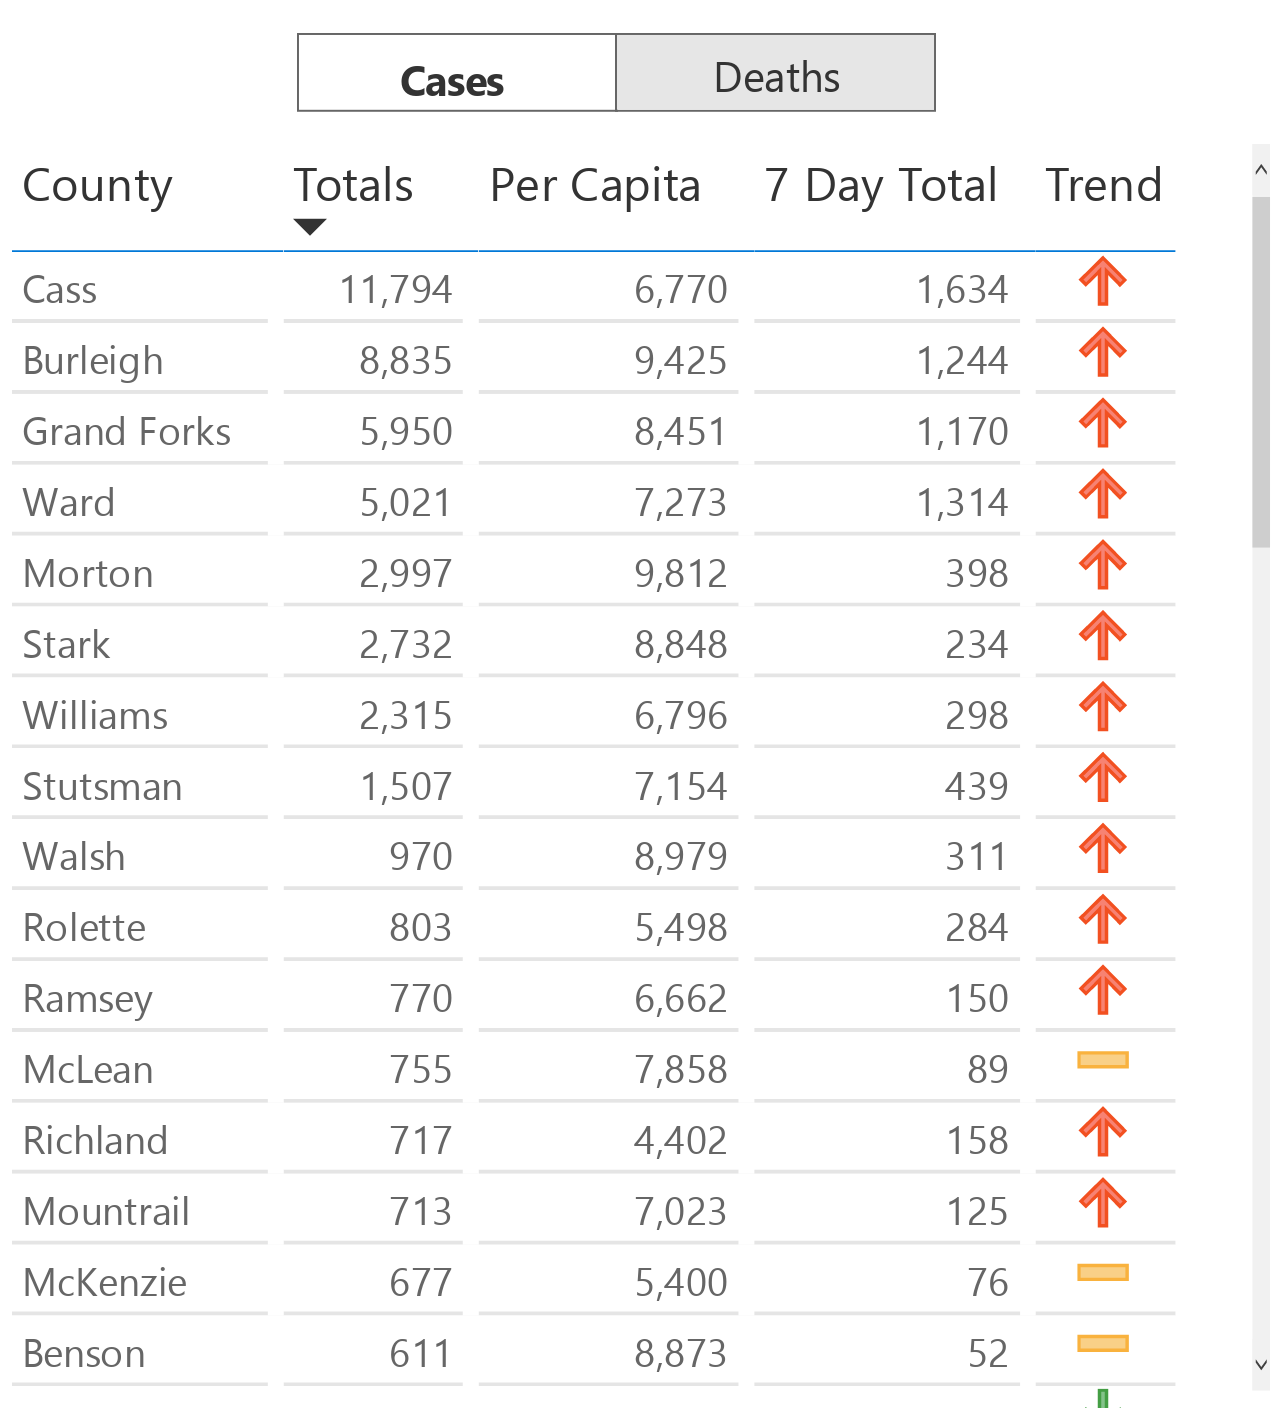 Cases Deaths
County Totals Per Capita 7 Day Total Trend
Cass 11,794 6,770 1,634
Burleigh 8,835 9,425 1,244
Grand Forks 5,950 8,451 1,170
Ward 5,021 7,273 1,314
Morton 2,997 9,812 398
Stark 2,732 8,848 234
Williams 2,315 6,796 298
Stutsman 1,507 7,154 439
Walsh 970 8,979 311
Rolette 803 5,498 284
Ramsey 770 6,662 150
McLean 755 7,858 89
Richland 717 4,402 158
Mountrail 713 7,023 125
McKenzie 677 5,400 76
Benson 611 8,873 52